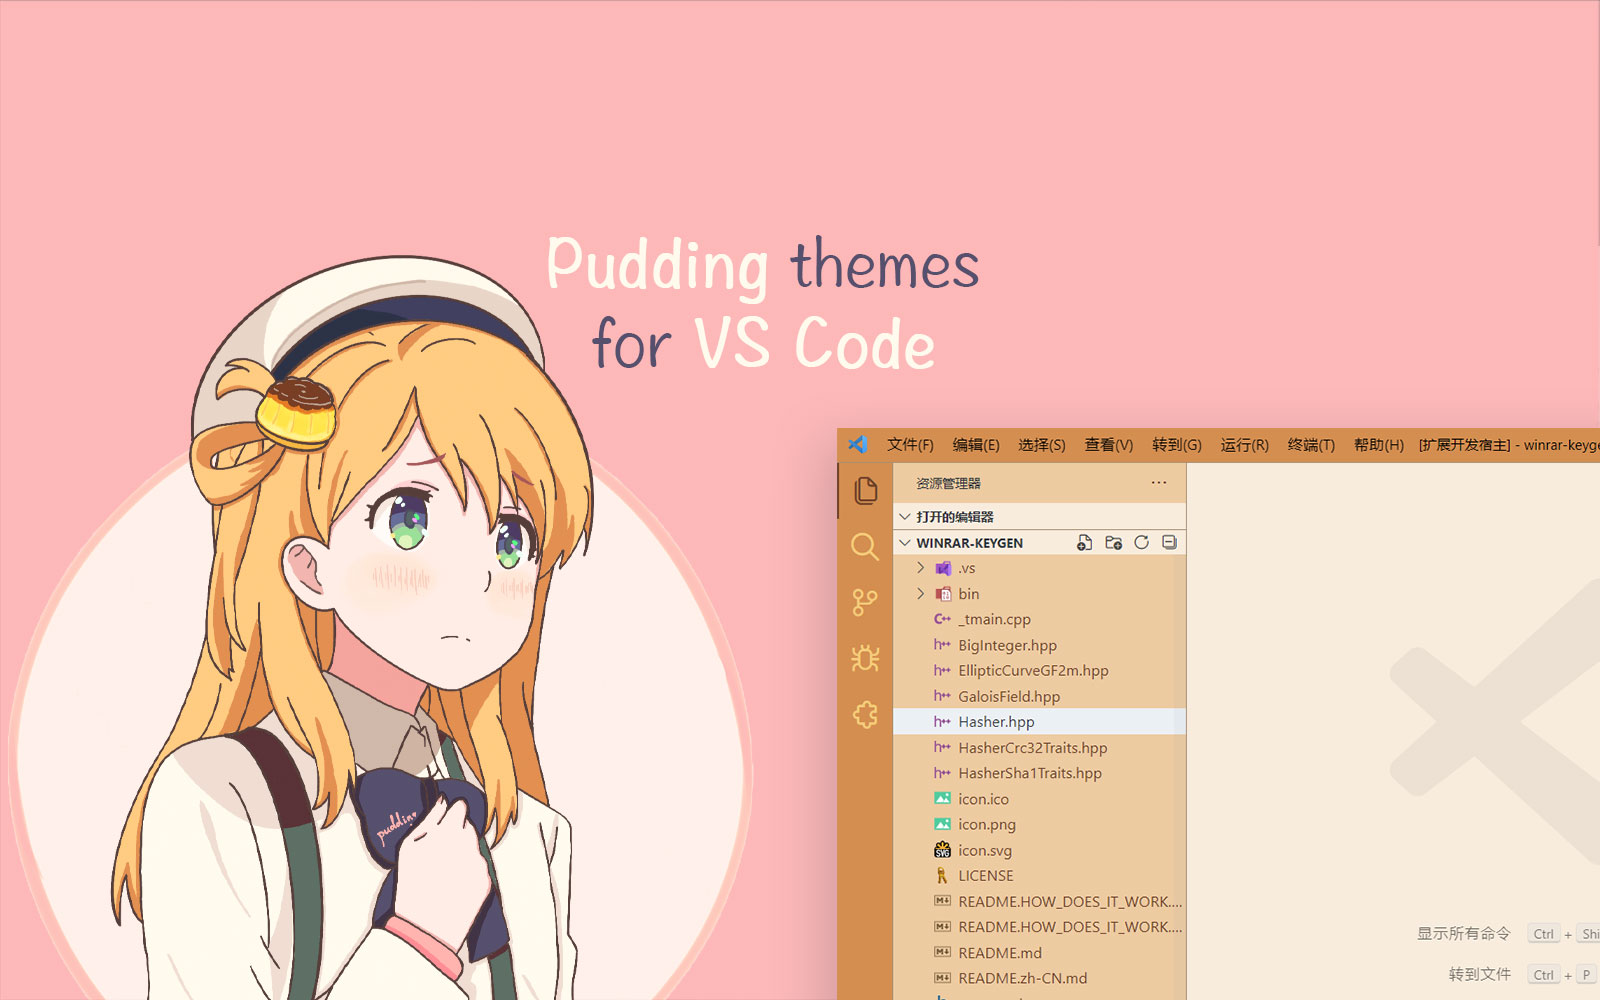 Pudding themes
for VS Code
文件(F) 编辑(E) 选择(S) 查看(V) 转到(G) 运行(R) 终端(T) 帮助(H) [扩展开发宿主] - winrar-keyge
资源管理器 ...
打开的编辑器
WINRAR-KEYGEN
.vs
bin
_tmain.cpp
BigInteger.hpp
EllipticCurveGF2m.hpp
GaloisField.hpp
Hasher.hpp
HasherCrc32Traits.hpp
HasherSha1Traits.hpp
icon.ico
icon.png
icon.svg
LICENSE
README.HOW_DOES_IT_WORK....
README.HOW_DOES_IT_WORK....
README.md
README.zh-CN.md
pudding
显示所有命令 Ctrl + Shi
转到文件 Ctrl + P